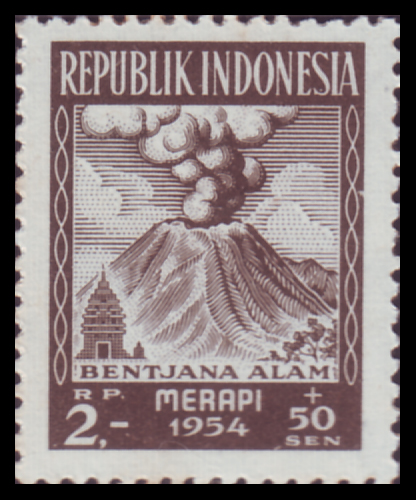 REPUBLIK INDONESIA
BENTJANA ALAM
RP. MERAPI +
2,- 1954 50
SEN